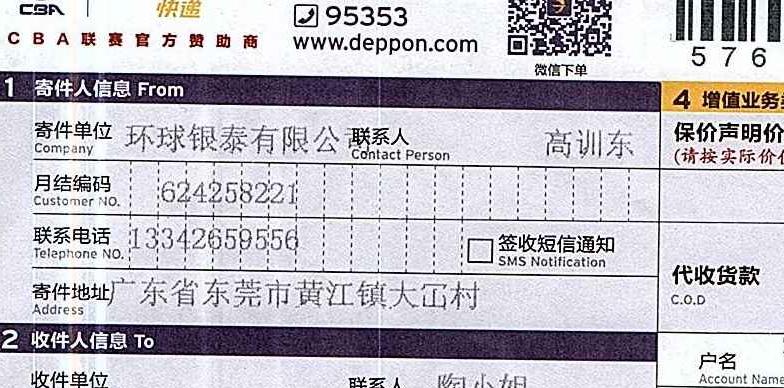 CBA 快递
CBA联赛官方赞助商
95353
www.deppon.com
微信下单
576
1 寄件人信息 From
寄件单位 环球银泰有限公司 联系人 高训东
Company Contact Person
月结编码 624258221
Customer NO.
联系电话 13342659556 签收短信通知
Telephone NO. SMS Notification
寄件地址 广东省东莞市黄江镇大冚村
Address
2 收件人信息 To
收件单位 联系人 陶小姐
4 增值业务
保价声明价
(请按实际价
代收货款
C.O.D
户名
Account Name